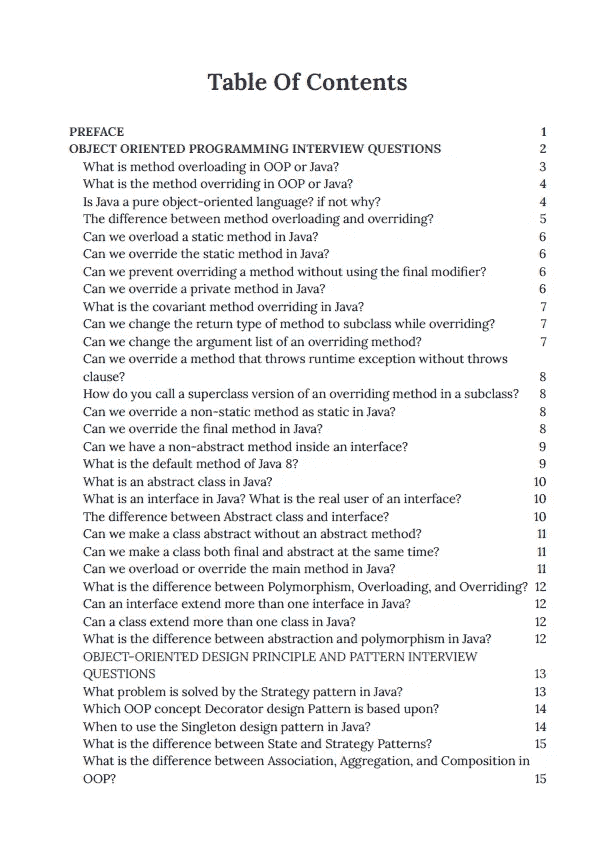 Table Of Contents
PREFACE 1
OBJECT ORIENTED PROGRAMMING INTERVIEW QUESTIONS 2
What is method overloading in OOP or Java? 3
What is the method overriding in OOP or Java? 4
Is Java a pure object-oriented language? if not why? 4
The difference between method overloading and overriding? 5
Can we overload a static method in Java? 6
Can we override the static method in Java? 6
Can we prevent overriding a method without using the final modifier? 6
Can we override a private method in Java? 6
What is the covariant method overriding in Java? 7
Can we change the return type of method to subclass while overriding? 7
Can we change the argument list of an overriding method? 7
Can we override a method that throws runtime exception without throws
clause? 8
How do you call a superclass version of an overriding method in a subclass? 8
Can we override a non-static method as static in Java? 8
Can we override the final method in Java? 8
Can we have a non-abstract method inside an interface? 9
What is the default method of Java 8? 9
What is an abstract class in Java? 10
What is an interface in Java? What is the real user of an interface? 10
The difference between Abstract class and interface? 10
Can we make a class abstract without an abstract method? 11
Can we make a class both final and abstract at the same time? 11
Can we overload or override the main method in Java? 11
What is the difference between Polymorphism, Overloading, and Overriding? 12
Can an interface extend more than one interface in Java? 12
Can a class extend more than one class in Java? 12
What is the difference between abstraction and polymorphism in Java? 12
OBJECT-ORIENTED DESIGN PRINCIPLE AND PATTERN INTERVIEW
QUESTIONS 13
What problem is solved by the Strategy pattern in Java? 13
Which OOP concept Decorator design Pattern is based upon? 14
When to use the Singleton design pattern in Java? 14
What is the difference between State and Strategy Patterns? 15
What is the difference between Association, Aggregation, and Composition in
OOP? 15